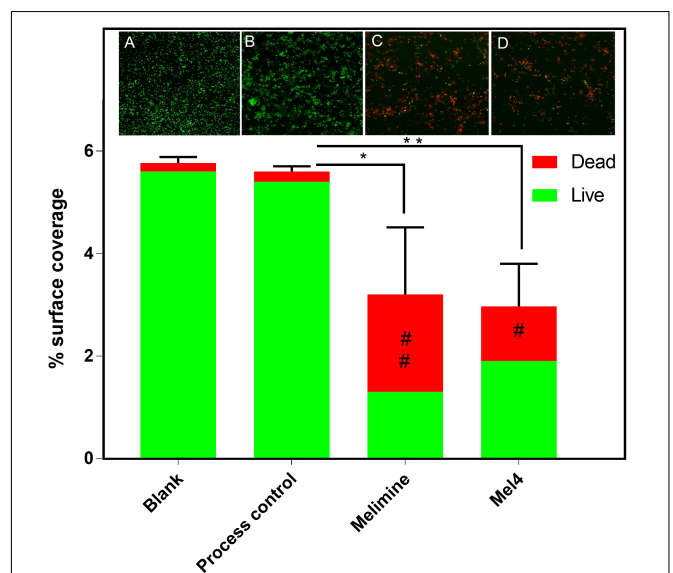 A
B
C
D
* *
*
Dead
Live
% surface coverage
6
4
2
0
#
#
#
Blank
Process control
Melimine
Mel4